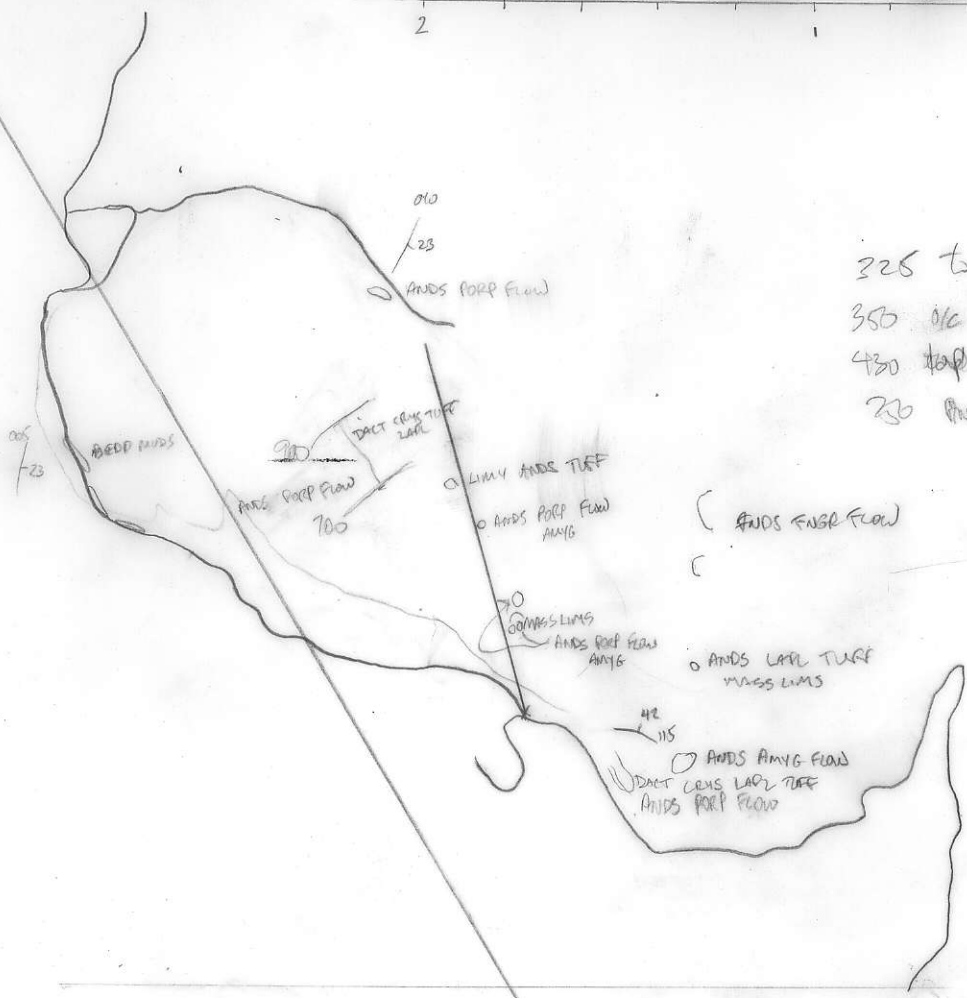 2
1
010
23
ANDS PORP FLOW
325
350 O/C
430
005
23
BEDD MUDS
900
DACT CRYS TUFF
LAPL
ANDS PORP FLOW
700
LIMY ANDS TUFF
ANDS PORP FLOW
AMYG
ANDS FNGR FLOW
MASS LIMS
ANDS PORP FLOW
AMYG
ANDS LAPL TUFF
MASS LIMS
42
115
ANDS AMYG FLOW
DACT CRYS LAPL TUFF
ANDS PORP FLOW